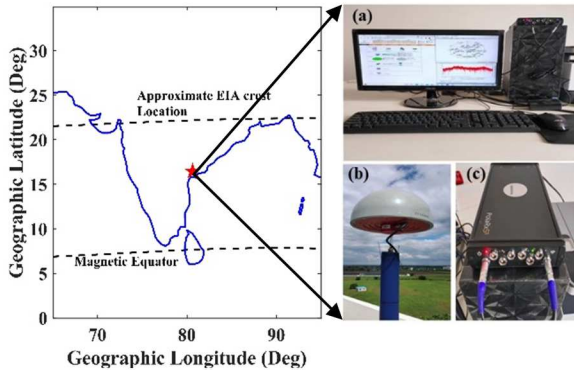 (a)
35
30
25
20
15
10
5
0
Geographic Latitude (Deg)
Approximate EIA crest
Location
Magnetic Equator
70
80
90
Geographic Longitude (Deg)
(b)
(c)